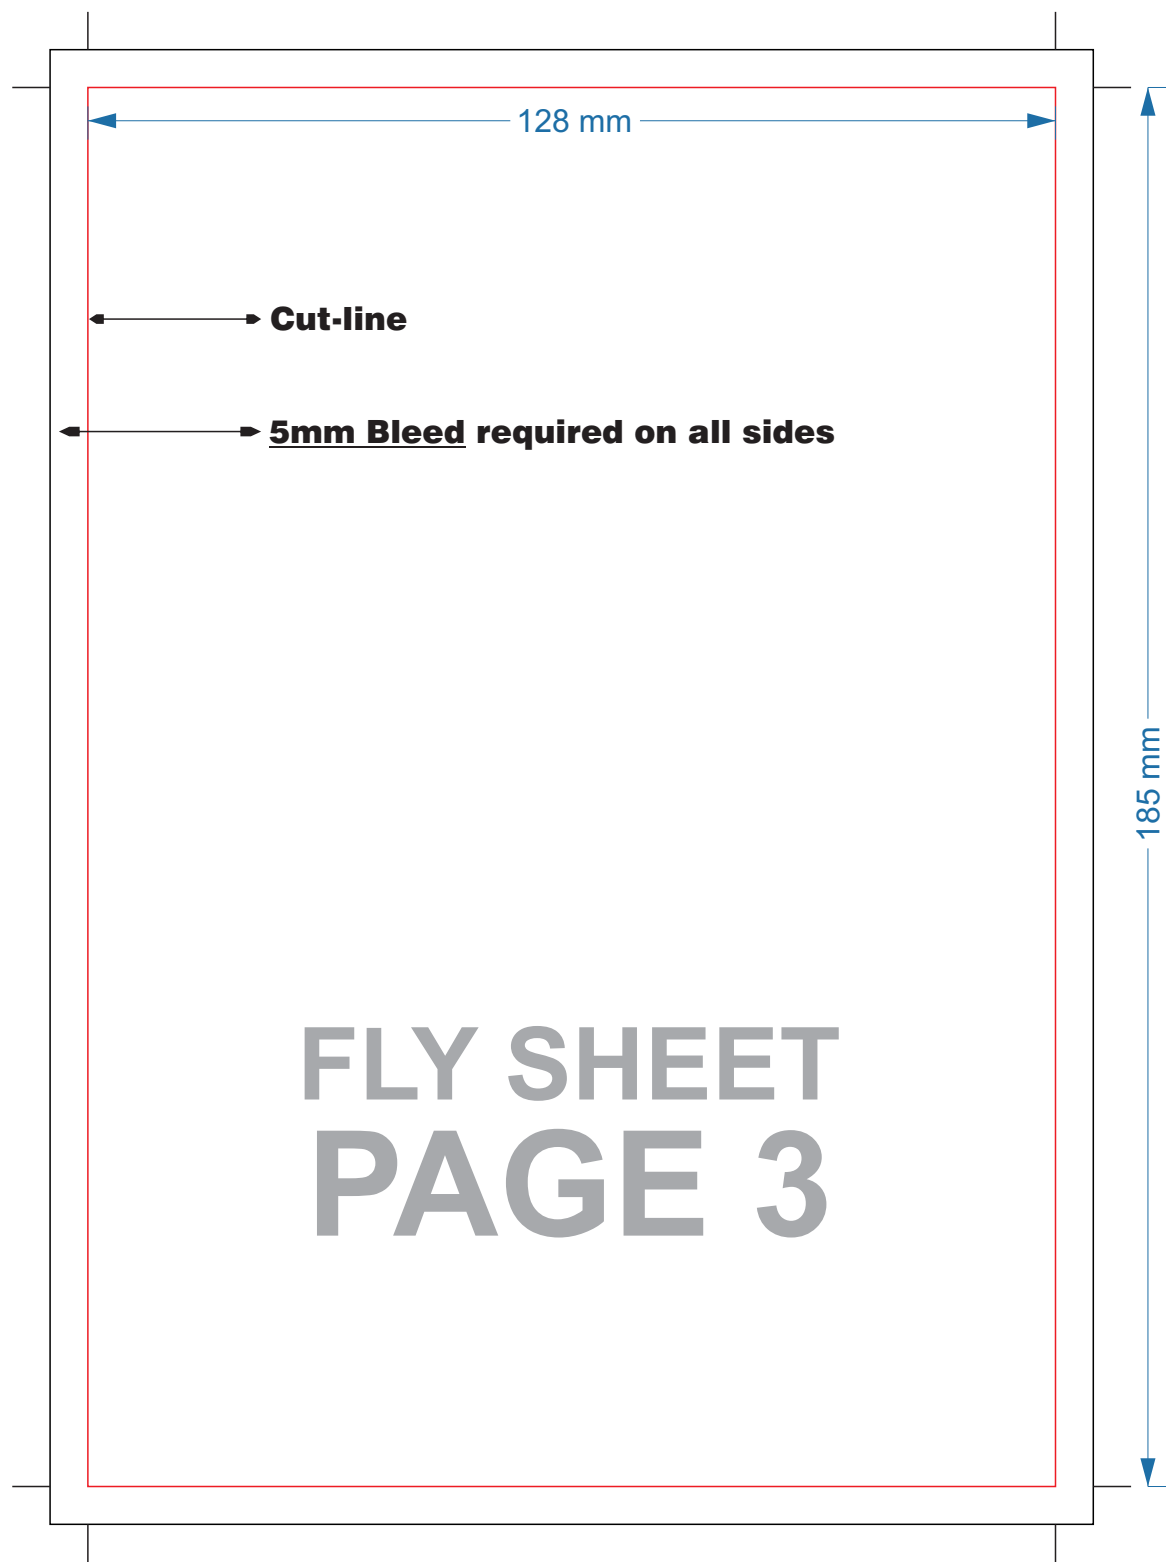 128 mm
Cut-line
5mm Bleed required on all sides
185 mm
FLY SHEET
PAGE 3